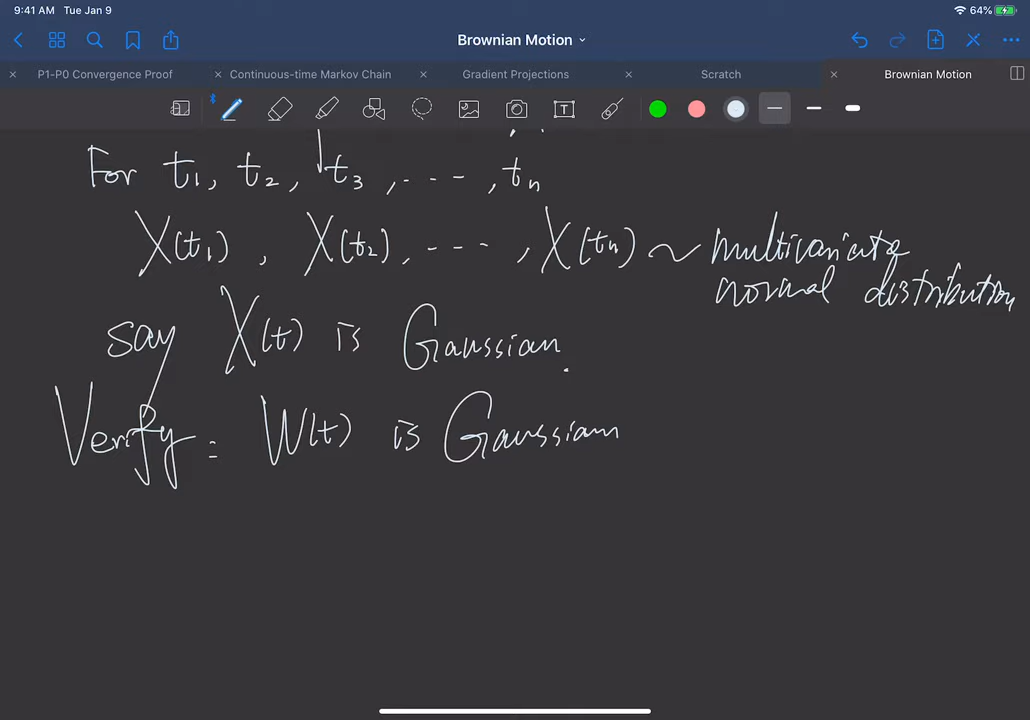 9:41 AM Tue Jan 9
64%
Brownian Motion
P1-P0 Convergence Proof
Continuous-time Markov Chain
Gradient Projections
Scratch
Brownian Motion
For t₁, t₂, t₃, ..., tₙ
X(t₁), X(t₂), ..., X(tₙ) ~ multivariate
normal distribution
say X(t) is Gaussian.
Verify: W(t) is Gaussian